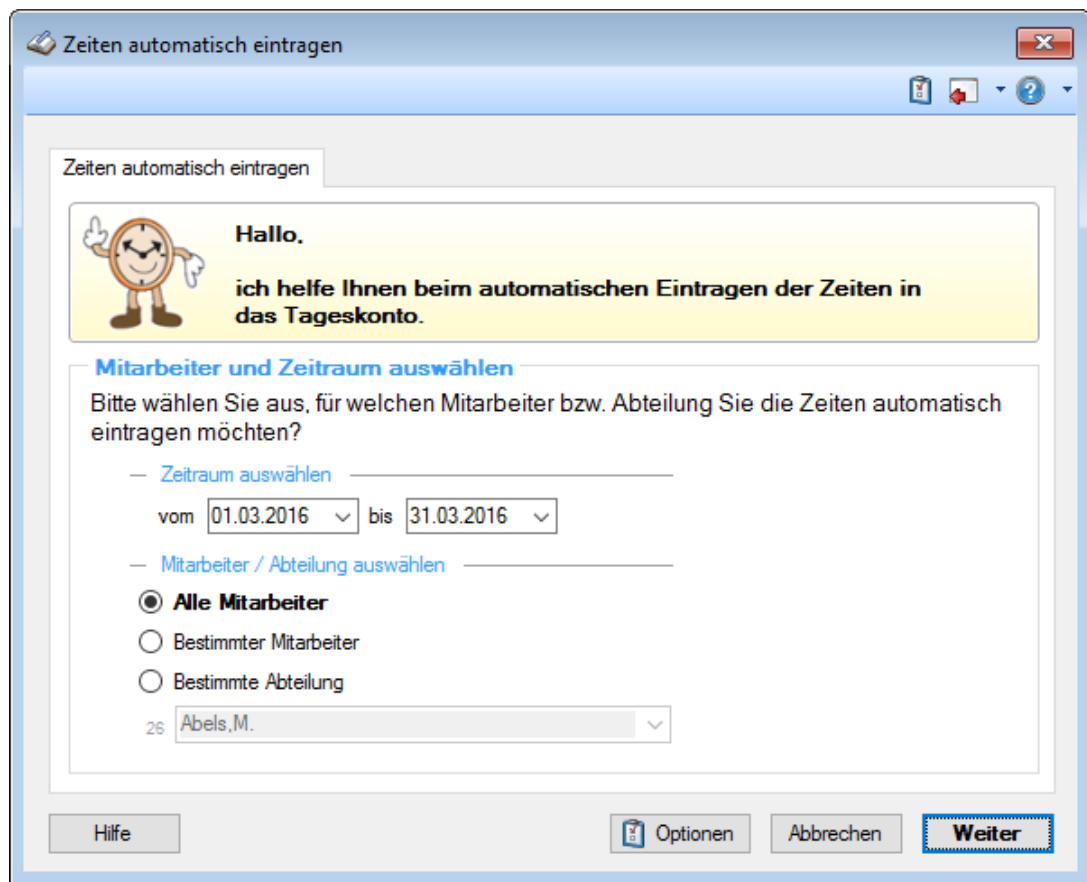 Zeiten automatisch eintragen
Zeiten automatisch eintragen
Hallo,
ich helfe Ihnen beim automatischen Eintragen der Zeiten in
das Tageskonto.
Mitarbeiter und Zeitraum auswählen
Bitte wählen Sie aus, für welchen Mitarbeiter bzw. Abteilung Sie die Zeiten automatisch
eintragen möchten?
Zeitraum auswählen
vom 01.03.2016 bis 31.03.2016
Mitarbeiter / Abteilung auswählen
Alle Mitarbeiter
Bestimmter Mitarbeiter
Bestimmte Abteilung
26 Abels,M.
Hilfe Optionen Abbrechen Weiter